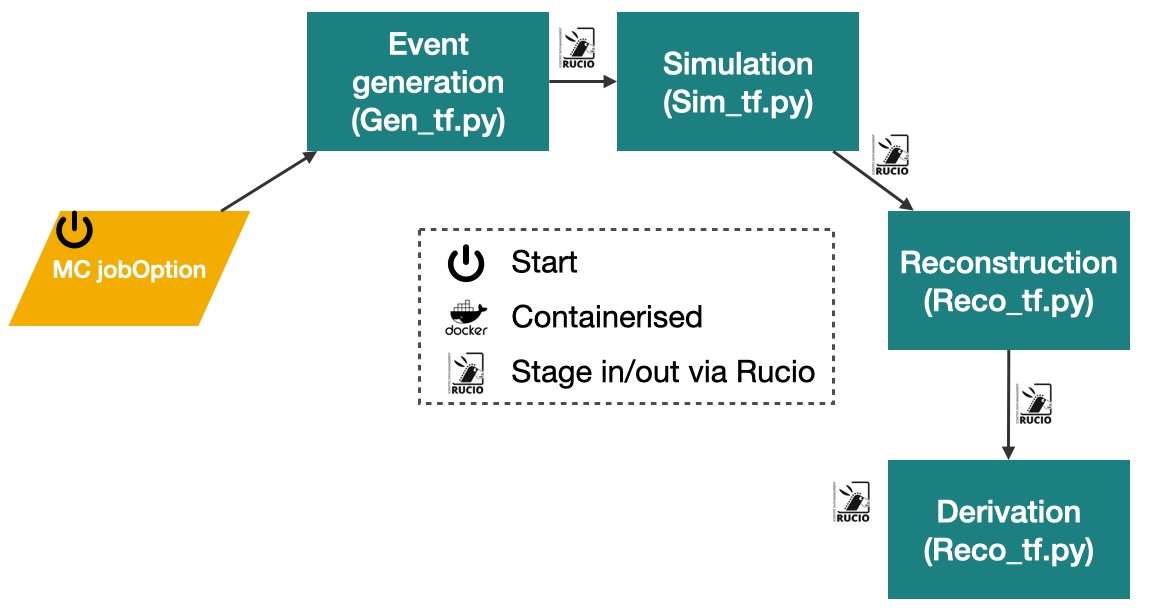 Event
generation
(Gen_tf.py)
RUCIO
Simulation
(Sim_tf.py)
RUCIO
MC jobOption
Start
docker
Containerised
RUCIO
Stage in/out via Rucio
Reconstruction
(Reco_tf.py)
RUCIO
RUCIO
Derivation
(Reco_tf.py)